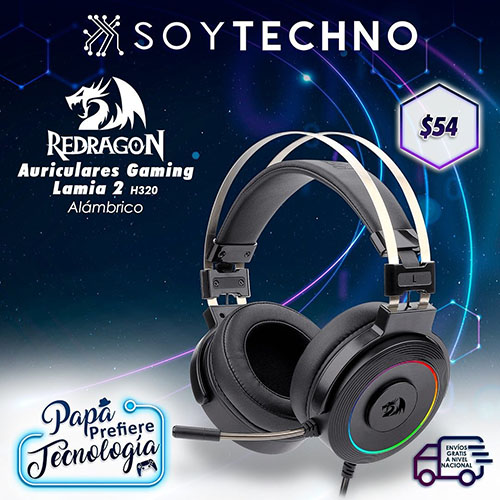 SOYTECHNO
REDRAGON
Auriculares Gaming
Lamia 2 H320
Alámbrico
$54
L
Papá
Prefiere
Tecnología
ENVÍOS
GRATIS
A NIVEL
NACIONAL